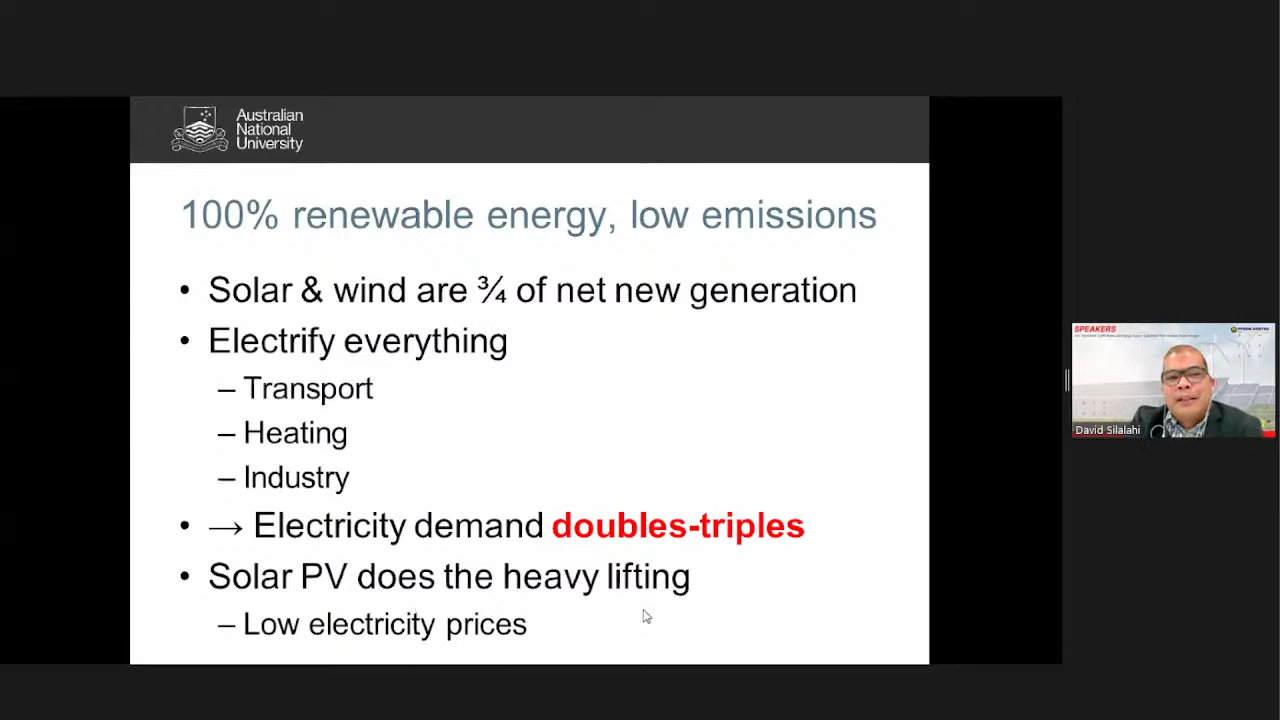 Australian
National
University
100% renewable energy, low emissions
• Solar & wind are ¾ of net new generation
• Electrify everything
– Transport
– Heating
– Industry
• → Electricity demand doubles-triples
• Solar PV does the heavy lifting
– Low electricity prices
SPEAKERS
David Silalahi